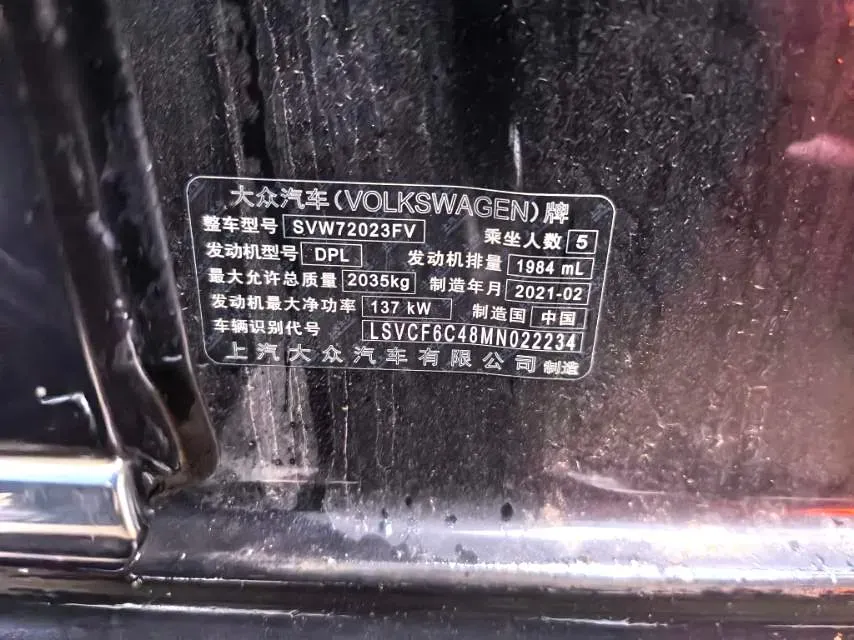 大众汽车(VOLKSWAGEN)牌
整车型号 SVW72023FV 乘坐人数 5
发动机型号 DPL 发动机排量 1984 mL
最大允许总质量 2035kg 制造年月 2021-02
发动机最大净功率 137 kW 制造国 中国
车辆识别代号 LSVCF6C48MN022234
上汽大众汽车有限公司 制造